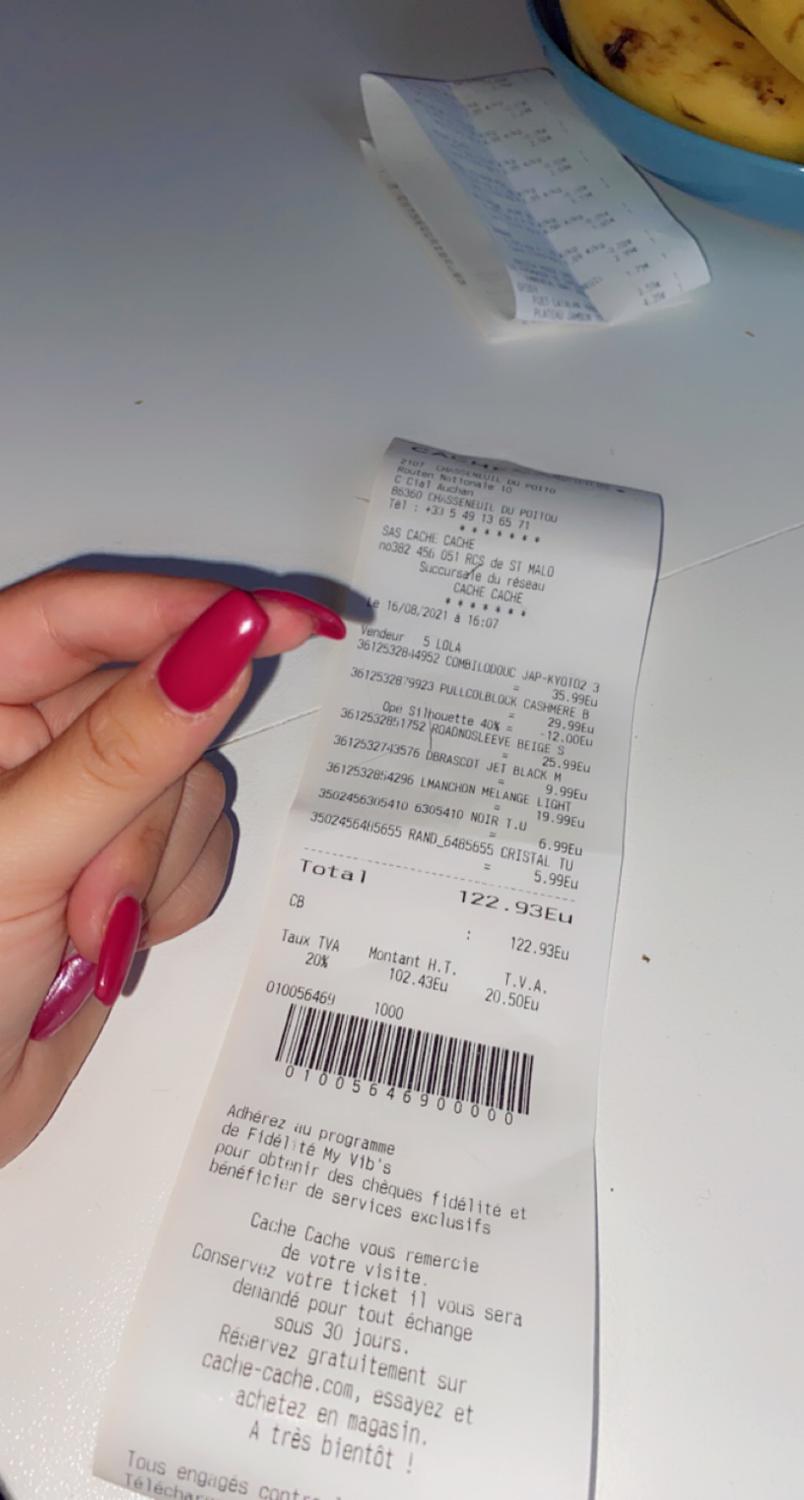 PLATEAU JAMBON
CACHE
2107 CHASSENEUIL DU POITO
Routen Nationale 10
C Cial Auchan
86360 CHASSENEUIL DU POITOU
Tél : +33 5 49 13 65 71
* * * * * * *
SAS CACHE CACHE
no382 456 051 RCS de ST MALO
Succursale du réseau
CACHE CACHE
* * * * * * *
Le 16/08/2021 à 16:07
Vendeur 5 LOLA
3612532844952 COMBILODOUC JAP-KYOTO2 3
= 35.99Eu
3612532879923 PULLCOLBLOCK CASHMERE B
= 29.99Eu
Opé Silhouette 40% = -12.00Eu
3612532851752 ROADNOSLEEVE BEIGE S
= 25.99Eu
3612532743576 DBRASCOT JET BLACK M
= 9.99Eu
3612532854296 LMANCHON MELANGE LIGHT
= 19.99Eu
3502456305410 6305410 NOIR T.U
= 6.99Eu
3502456485655 RAND_6485655 CRISTAL TU
= 5.99Eu
Total 122.93Eu
CB : 122.93Eu
Taux TVA Montant H.T. T.V.A.
20% 102.43Eu 20.50Eu
010056469 1000
01005646900000
Adhérez au programme
de Fidélité My Vib's
pour obtenir des chèques fidélité et
bénéficier de services exclusifs
Cache Cache vous remercie
de votre visite.
Conservez votre ticket il vous sera
demandé pour tout échange
sous 30 jours.
Réservez gratuitement sur
cache-cache.com, essayez et
achetez en magasin.
A très bientôt !
Tous engagés contre